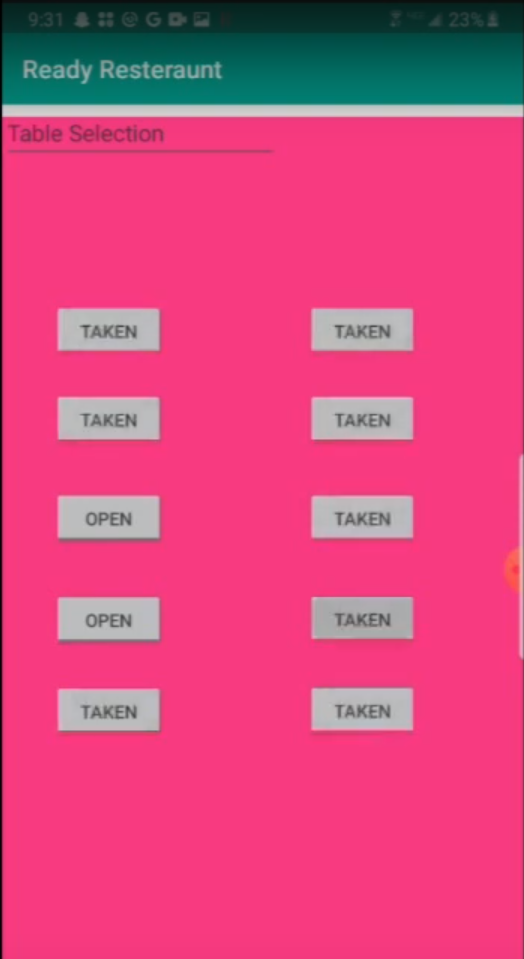 9:31 23%
Ready Resteraunt
Table Selection
TAKEN TAKEN
TAKEN TAKEN
OPEN TAKEN
OPEN TAKEN
TAKEN TAKEN